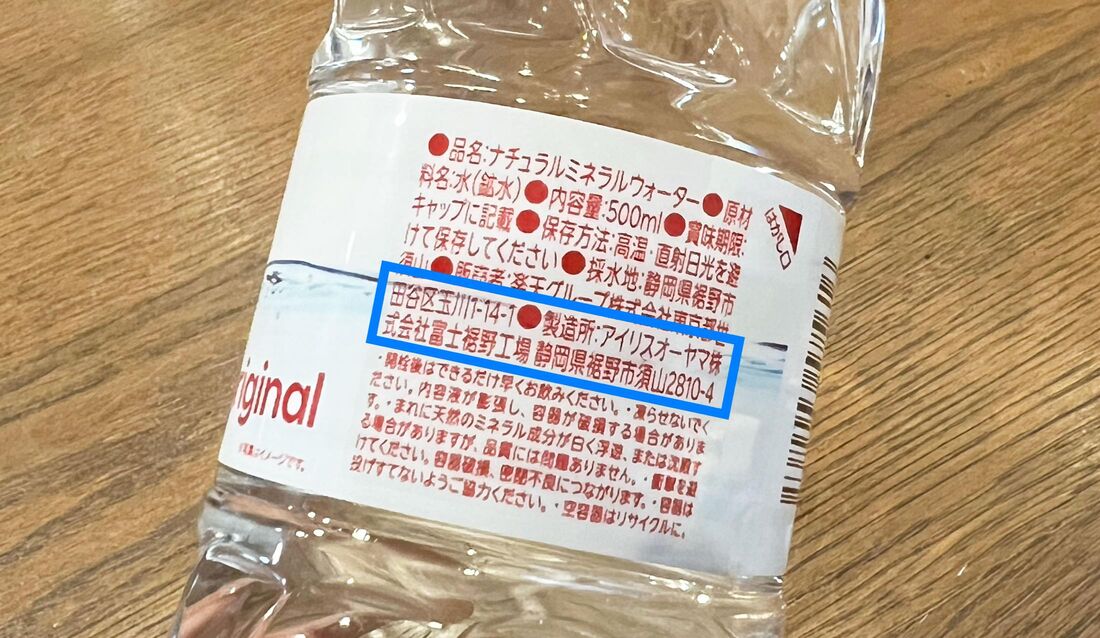 ●品名:ナチュラルミネラルウォーター ●原材
料名:水(鉱水) ●内容量:500ml ●賞味期限:
キャップに記載 ●保存方法:高温・直射日光を避
けて保存してください ●採水地:静岡県裾野市
須山 ●販売者:楽天グループ株式会社 東京都世
田谷区玉川1-14-1 ●製造所:アイリスオーヤマ株
式会社富士裾野工場 静岡県裾野市須山2810-4
・開栓後はできるだけ早くお飲みください。・凍らせないでく
ださい。内容液が膨張し、容器が破損する場合がありま
す。・まれに天然のミネラル成分が白く浮遊、または沈殿す
る場合がありますが、品質には問題ありません。・衝撃を避
けてください。容器破損、密閉不良につながります。・容器は
投げすてないようご協力ください。・空容器はリサイクルに。
はがし口
riginal
写真はイメージです。